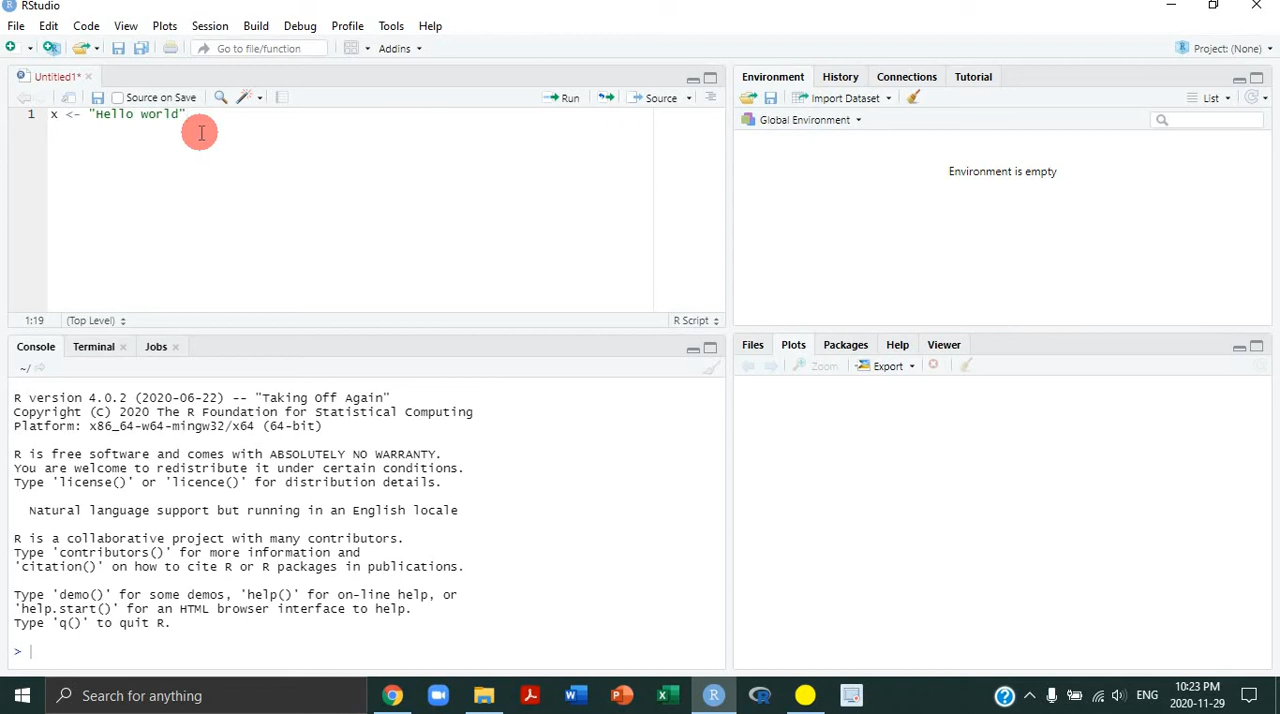 RStudio
File Edit Code View Plots Session Build Debug Profile Tools Help
Go to file/function Addins Project: (None)
Untitled1*
Source on Save Run Source
1 x <- "Hello world"
1:19 (Top Level) R Script
Console Terminal Jobs
~/
R version 4.0.2 (2020-06-22) -- "Taking Off Again"
Copyright (C) 2020 The R Foundation for Statistical Computing
Platform: x86_64-w64-mingw32/x64 (64-bit)
R is free software and comes with ABSOLUTELY NO WARRANTY.
You are welcome to redistribute it under certain conditions.
Type 'license()' or 'licence()' for distribution details.
Natural language support but running in an English locale
R is a collaborative project with many contributors.
Type 'contributors()' for more information and
'citation()' on how to cite R or R packages in publications.
Type 'demo()' for some demos, 'help()' for on-line help, or
'help.start()' for an HTML browser interface to help.
Type 'q()' to quit R.
>
Environment History Connections Tutorial
Import Dataset List
Global Environment
Environment is empty
Files Plots Packages Help Viewer
Zoom Export
Search for anything
ENG
10:23 PM
2020-11-29